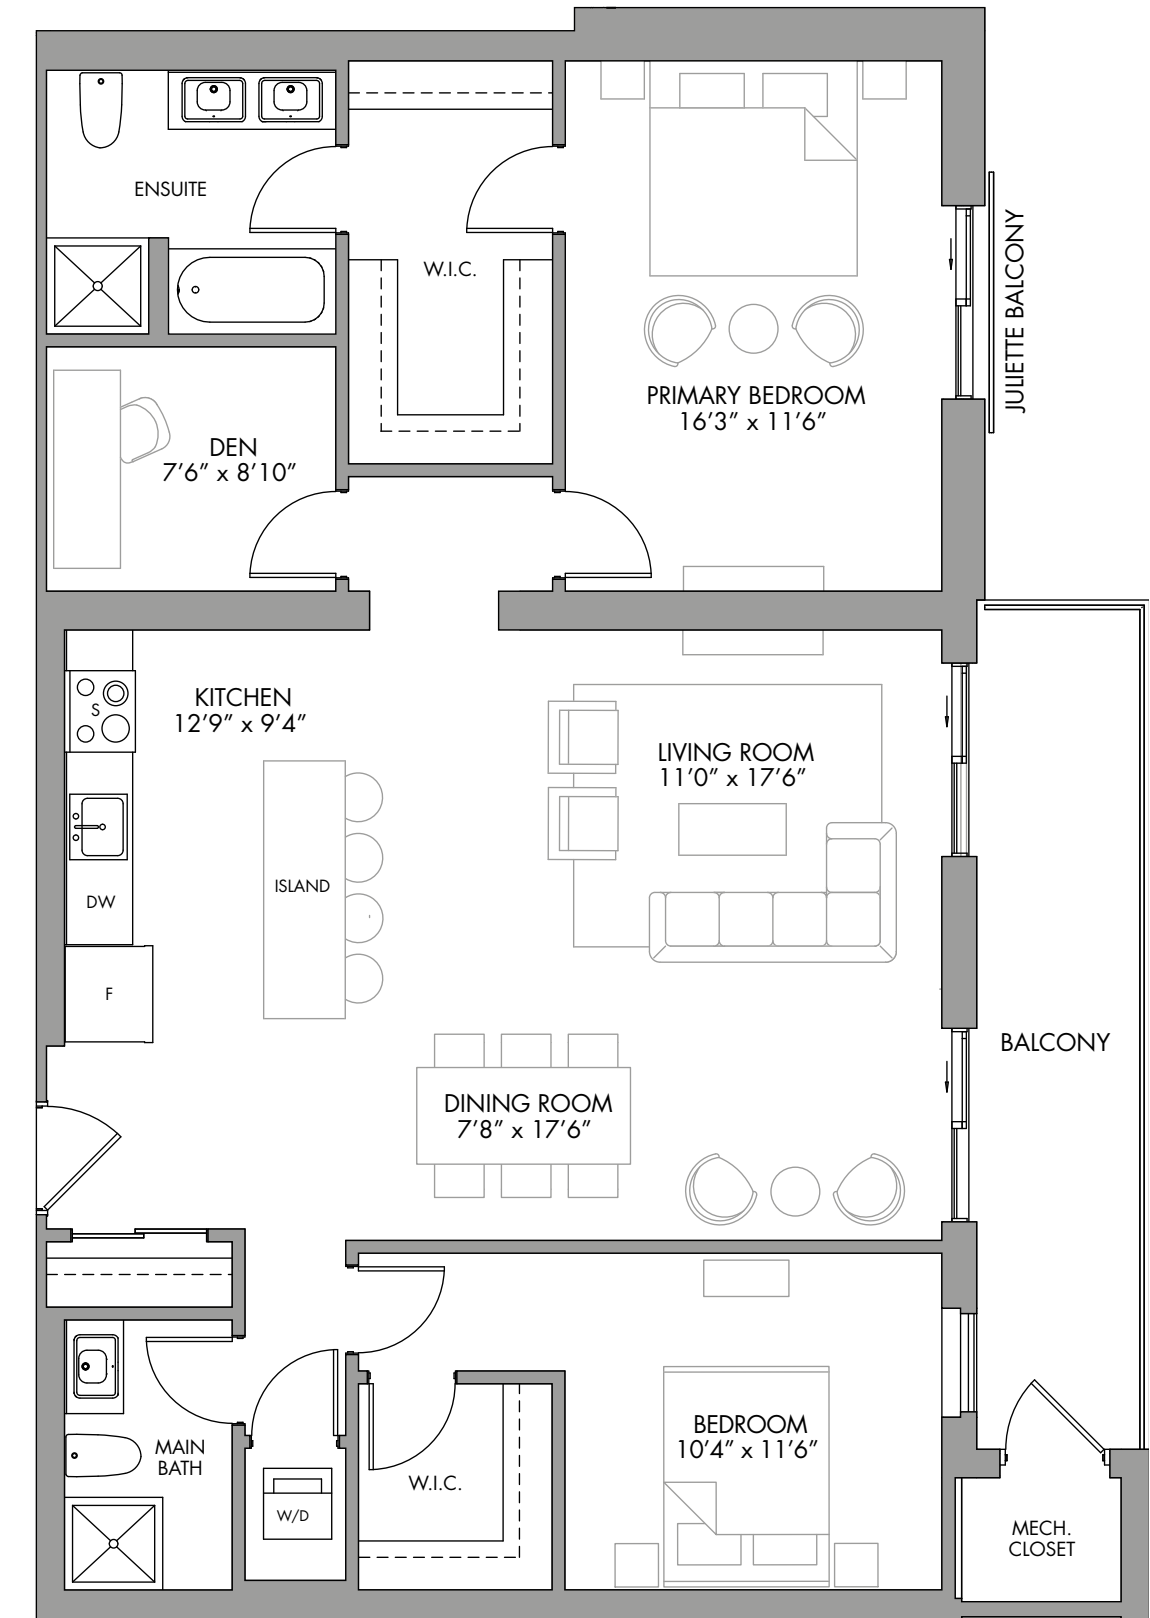 ENSUITE
W.I.C.
JULIETTE BALCONY
PRIMARY BEDROOM
16’3” x 11’6”
DEN
7’6” x 8’10”
KITCHEN
12’9” x 9’4”
S
LIVING ROOM
11’0” x 17’6”
ISLAND
DW
F
BALCONY
DINING ROOM
7’8” x 17’6”
BEDROOM
10’4” x 11’6”
MAIN
BATH
W.I.C.
W/D
MECH.
CLOSET